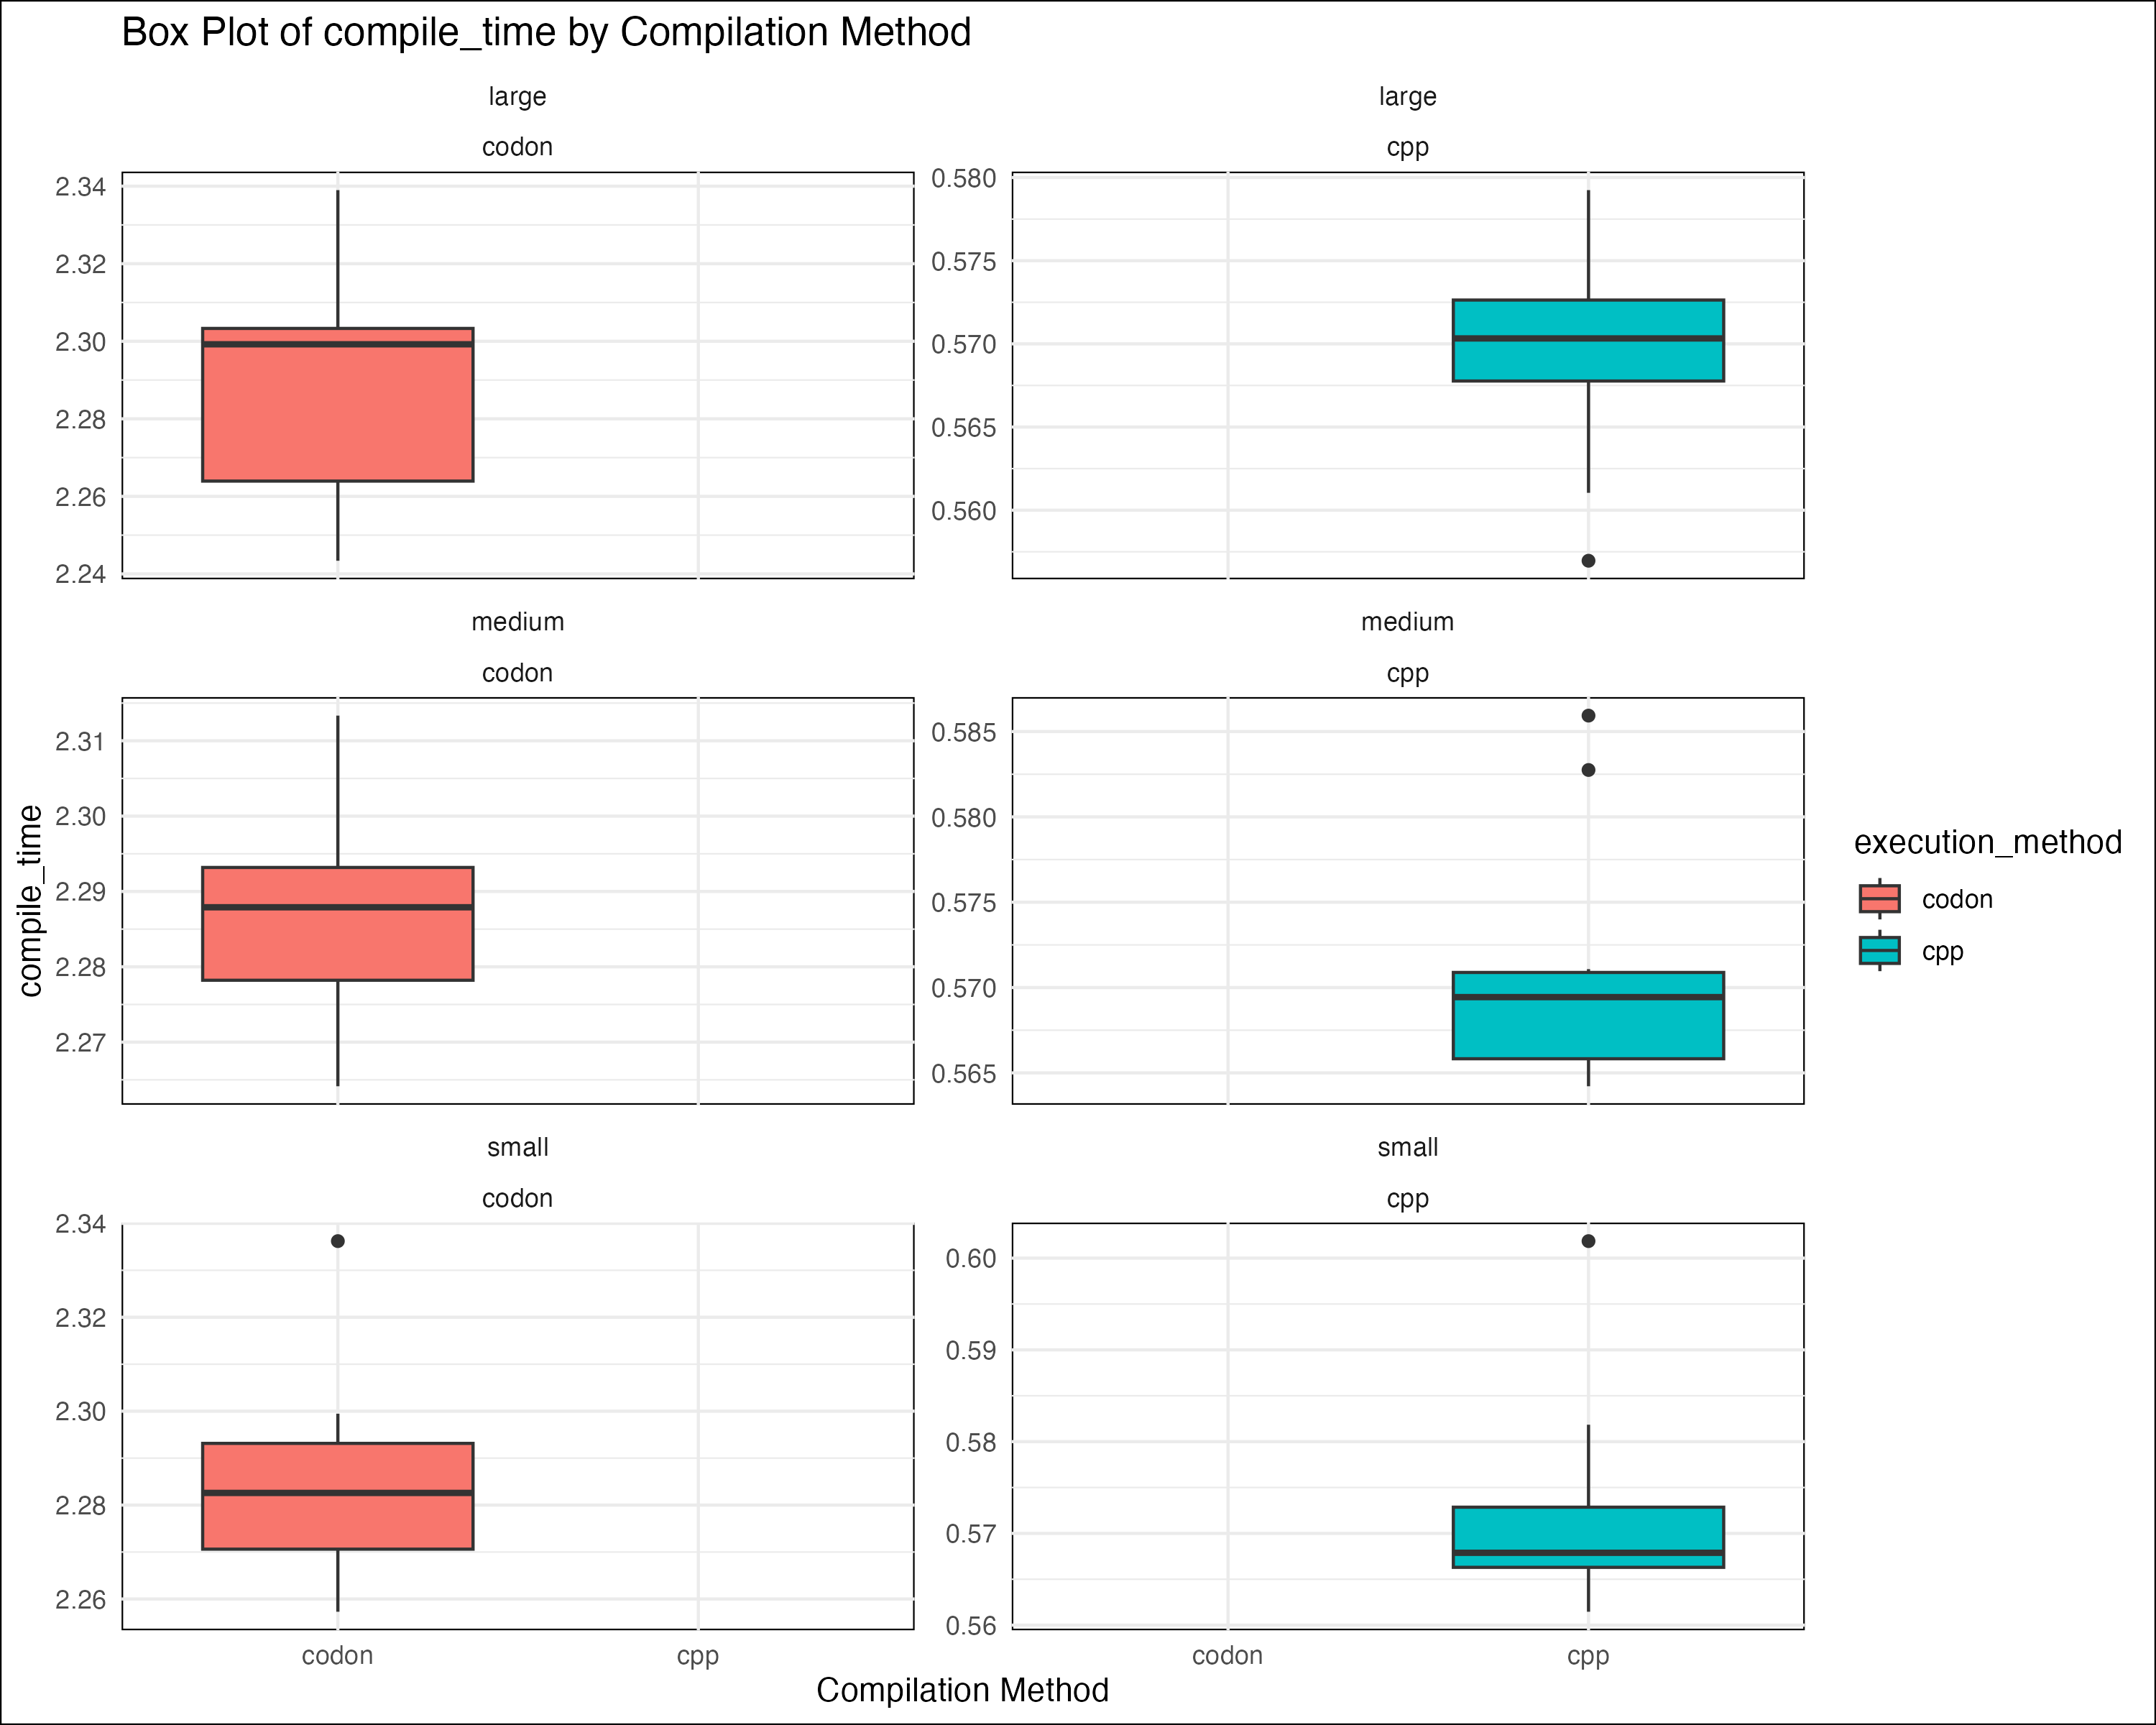 Box Plot of compile_time by Compilation Method
large
codon
2.34
2.32
2.30
2.28
2.26
2.24
large
cpp
0.580
0.575
0.570
0.565
0.560
medium
codon
2.31
2.30
2.29
2.28
2.27
medium
cpp
0.585
0.580
0.575
0.570
0.565
small
codon
2.34
2.32
2.30
2.28
2.26
codon
cpp
small
cpp
0.60
0.59
0.58
0.57
0.56
codon
cpp
compile_time
Compilation Method
execution_method
codon
cpp